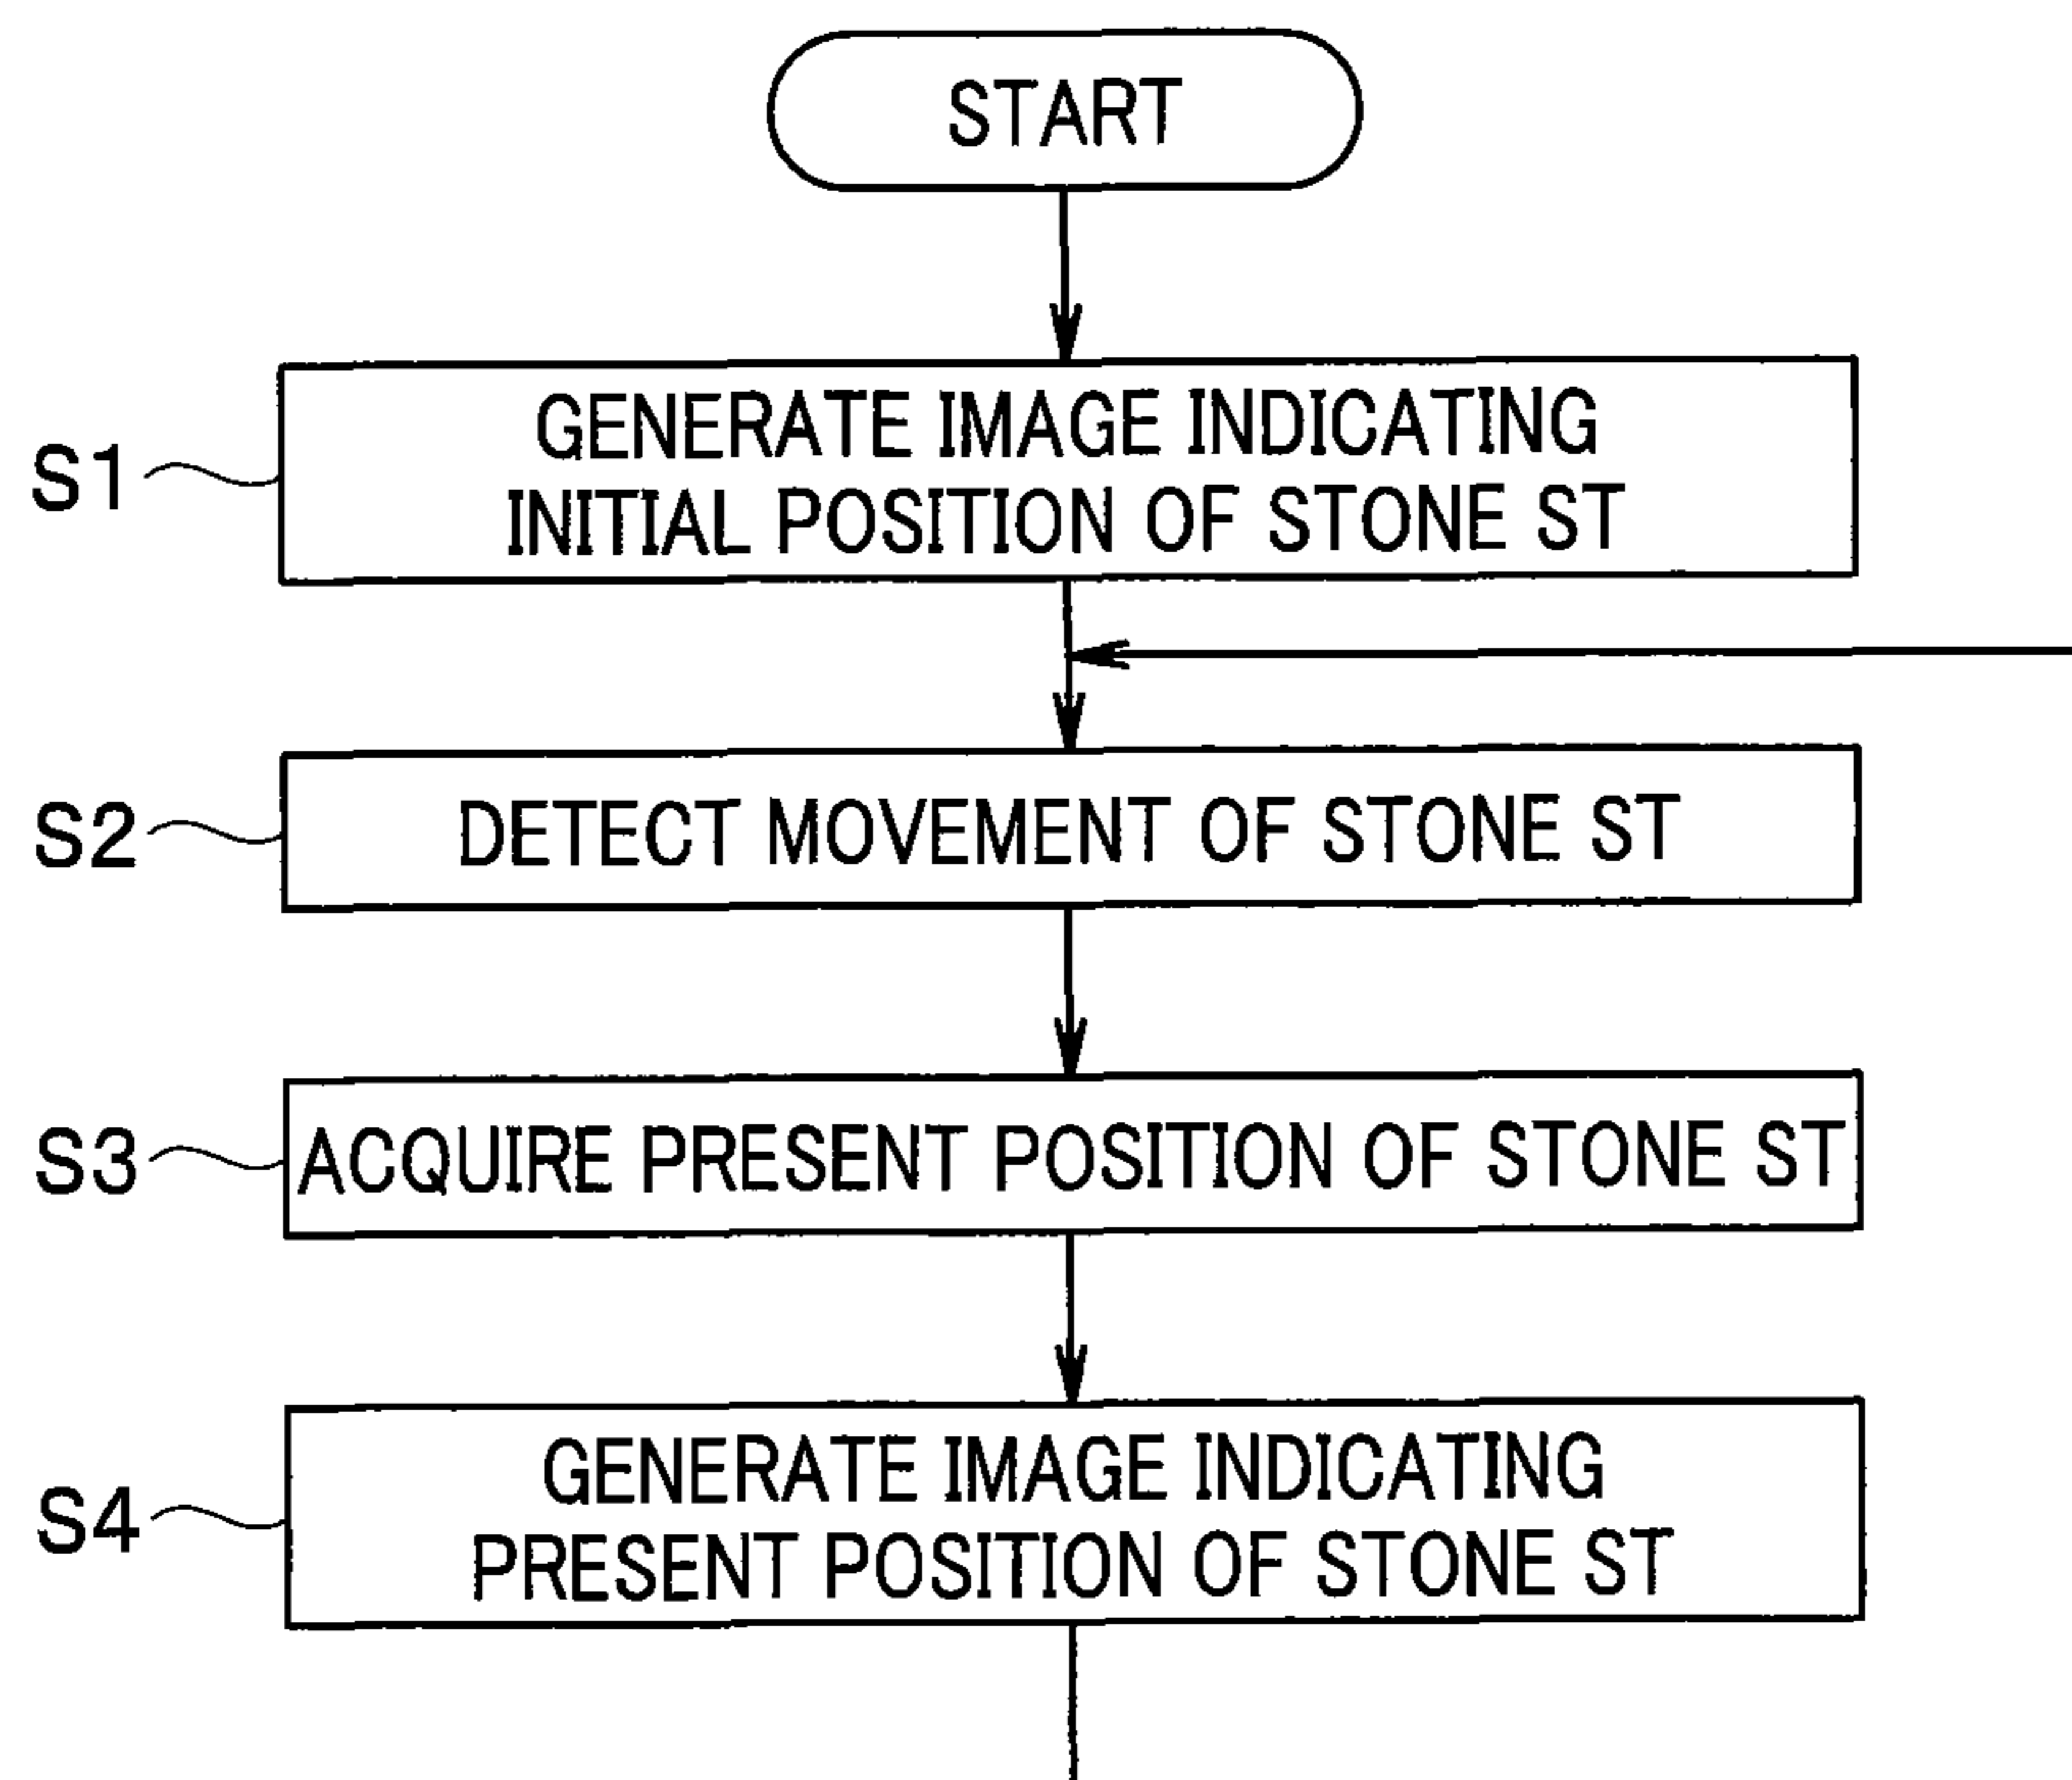 START
S1
GENERATE IMAGE INDICATING
INITIAL POSITION OF STONE ST
S2
DETECT MOVEMENT OF STONE ST
S3
ACQUIRE PRESENT POSITION OF STONE ST
S4
GENERATE IMAGE INDICATING
PRESENT POSITION OF STONE ST